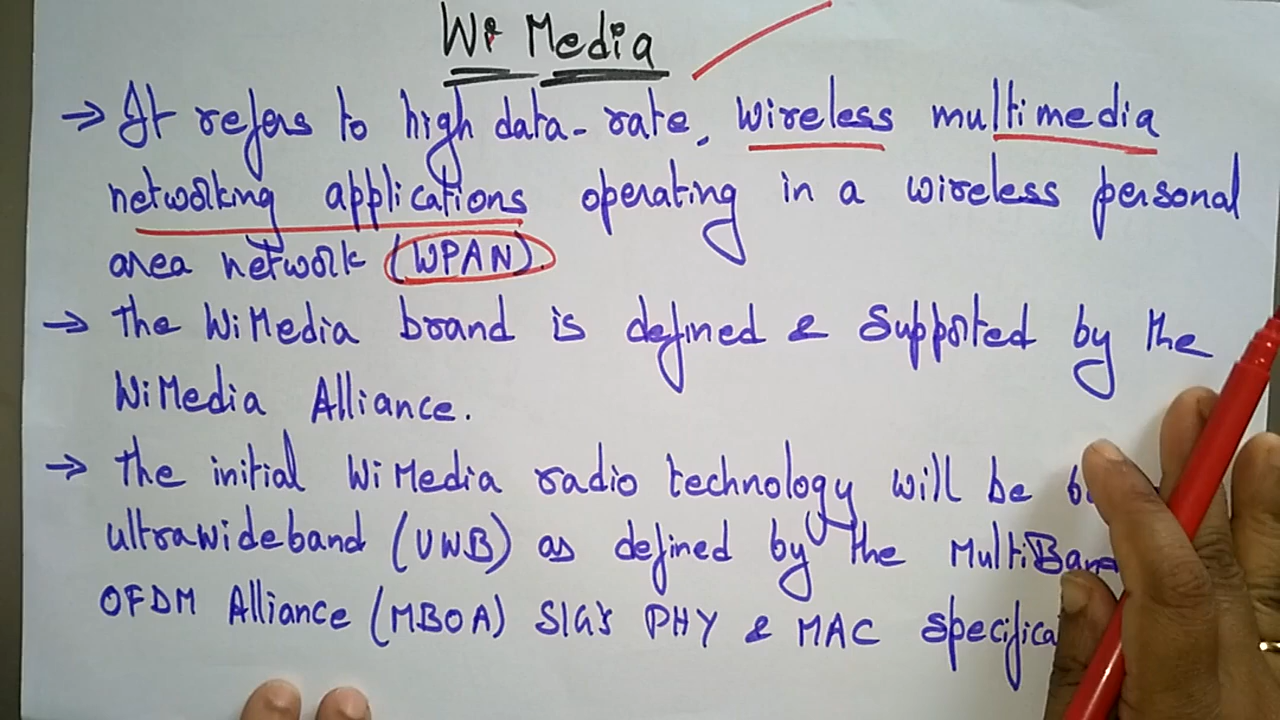 Wi Media
→ It refers to high data-rate, wireless multimedia
networking applications operating in a wireless personal
area network (WPAN).
→ The WiMedia brand is defined & Supported by the
WiMedia Alliance.
→ The initial WiMedia radio technology will be
ultrawideband (UWB) as defined by the
OFDM Alliance (MBOA) SIG's PHY & MAC